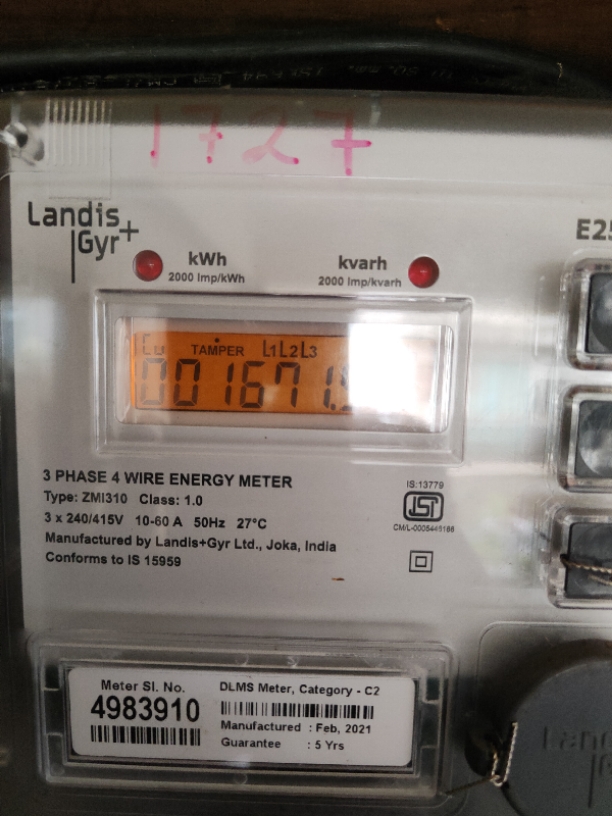 1727
Landis
Gyr+
E25
kWh
2000 Imp/kWh
kvarh
2000 Imp/kvarh
TAMPER L1L2L3
001671.
3 PHASE 4 WIRE ENERGY METER
Type: ZMI310 Class: 1.0
3 x 240/415V 10-60 A 50Hz 27°C
Manufactured by Landis+Gyr Ltd., Joka, India
Conforms to IS 15959
IS:13779
CM/L-0005445186
Meter Sl. No.
4983910
DLMS Meter, Category - C2
Manufactured : Feb, 2021
Guarantee : 5 Yrs
Landi
Gy